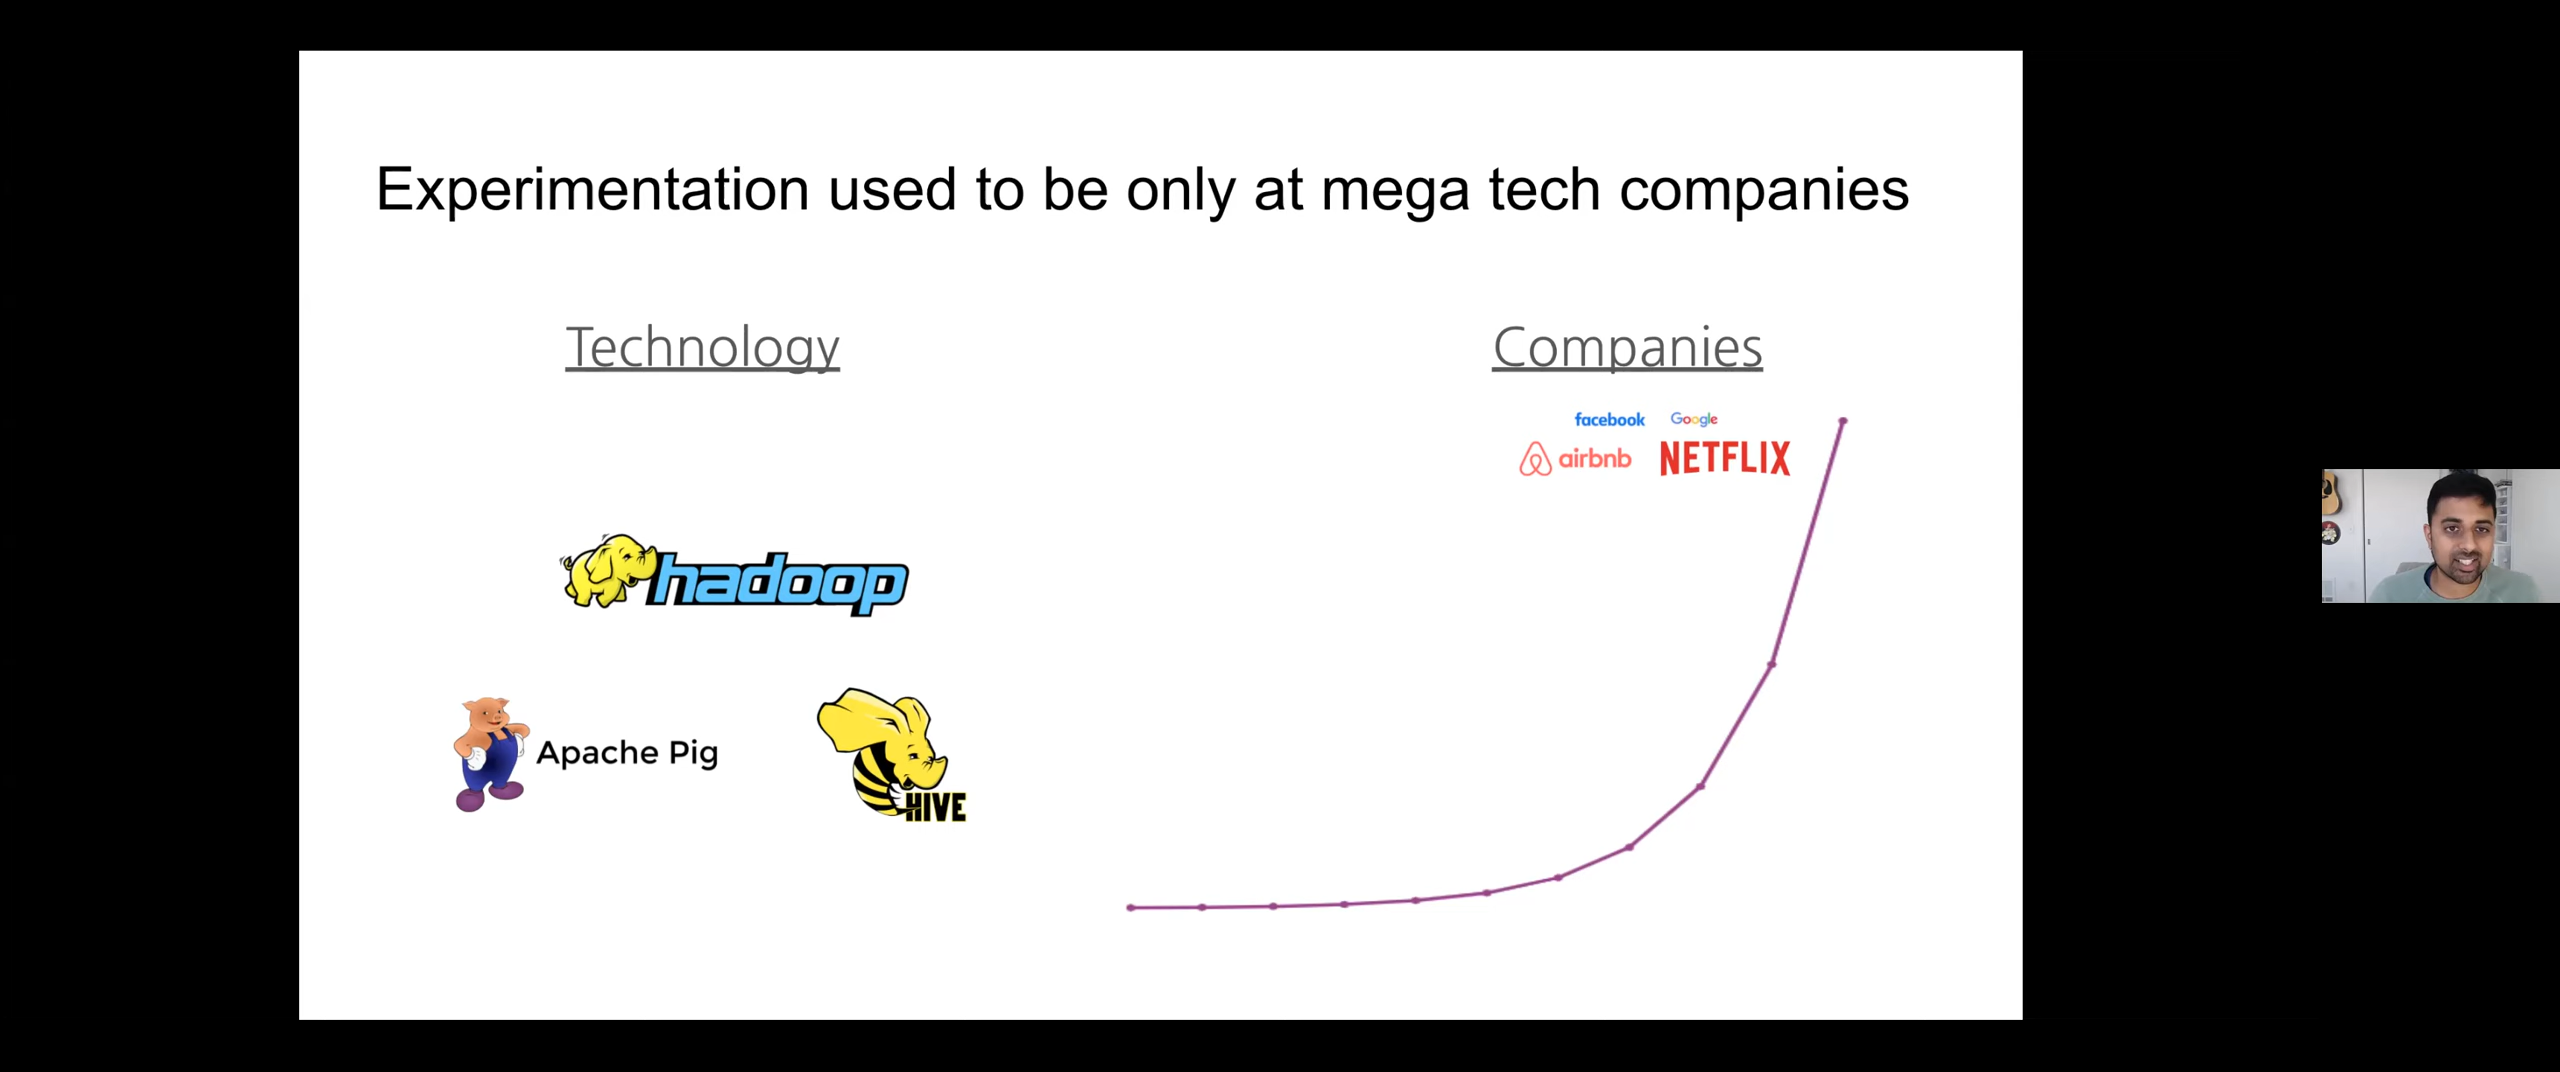 Experimentation used to be only at mega tech companies
Technology
Companies
facebook Google
airbnb NETFLIX
hadoop
Apache Pig
HIVE